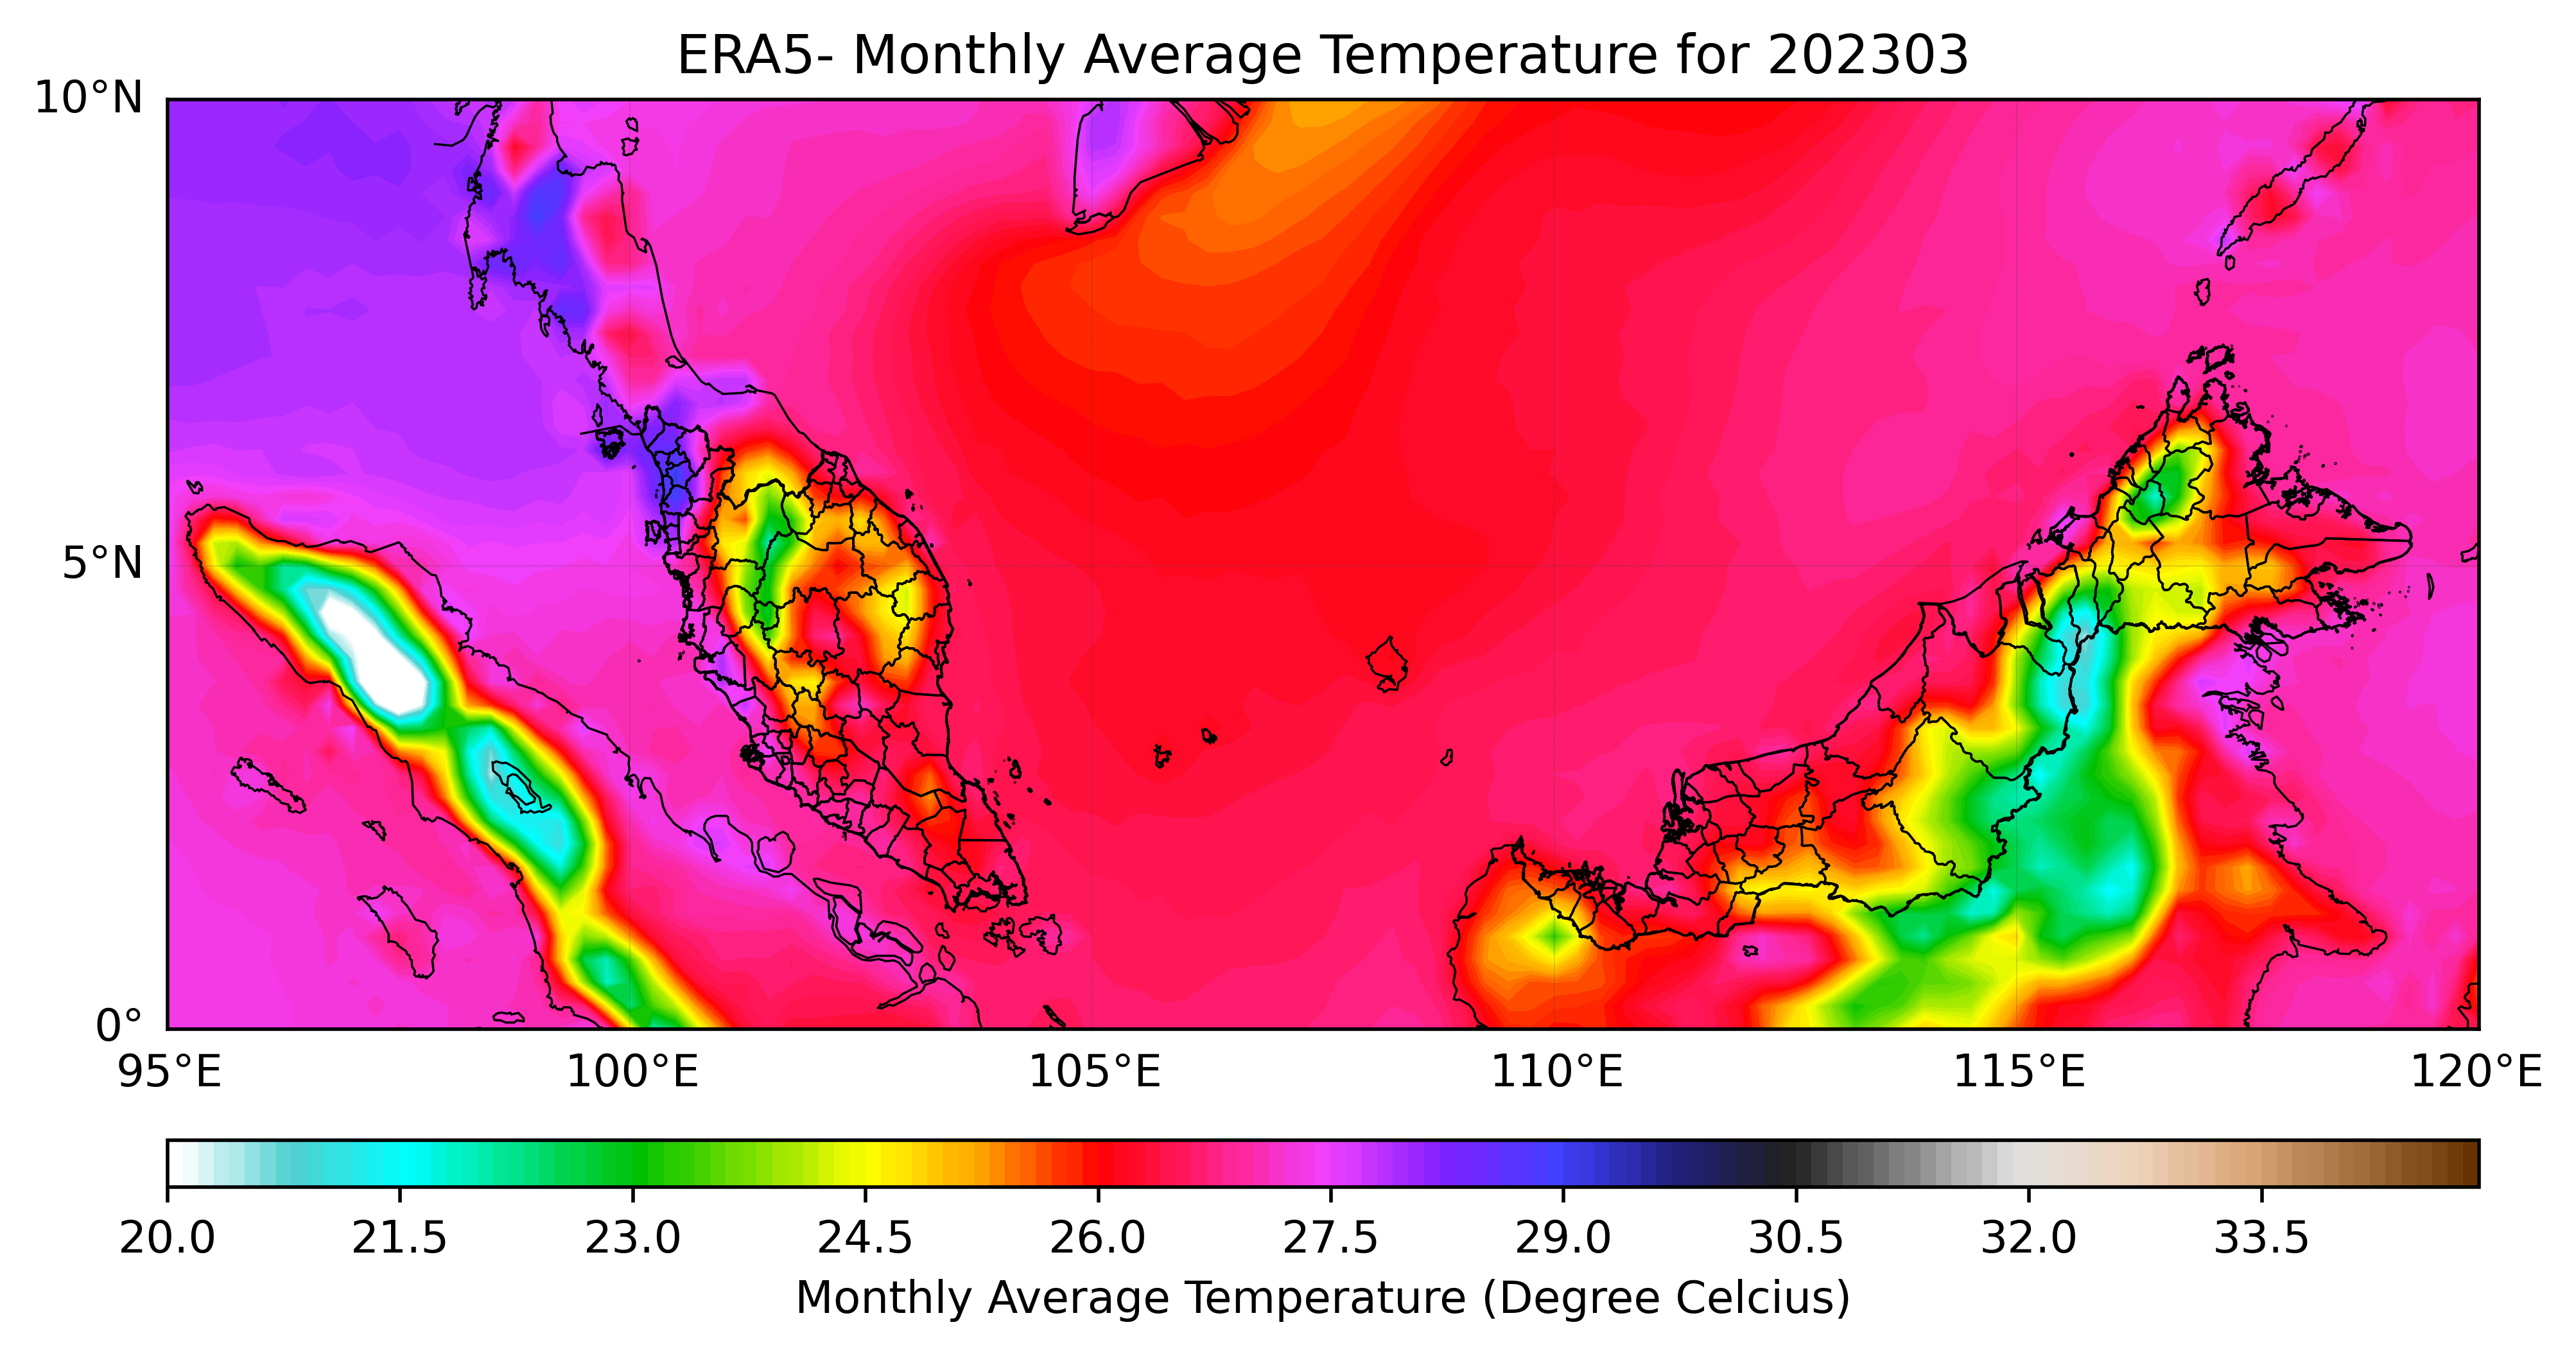 ERA5- Monthly Average Temperature for 202303
10°N
5°N
0°
95°E 100°E 105°E 110°E 115°E 120°E
20.0 21.5 23.0 24.5 26.0 27.5 29.0 30.5 32.0 33.5
Monthly Average Temperature (Degree Celcius)